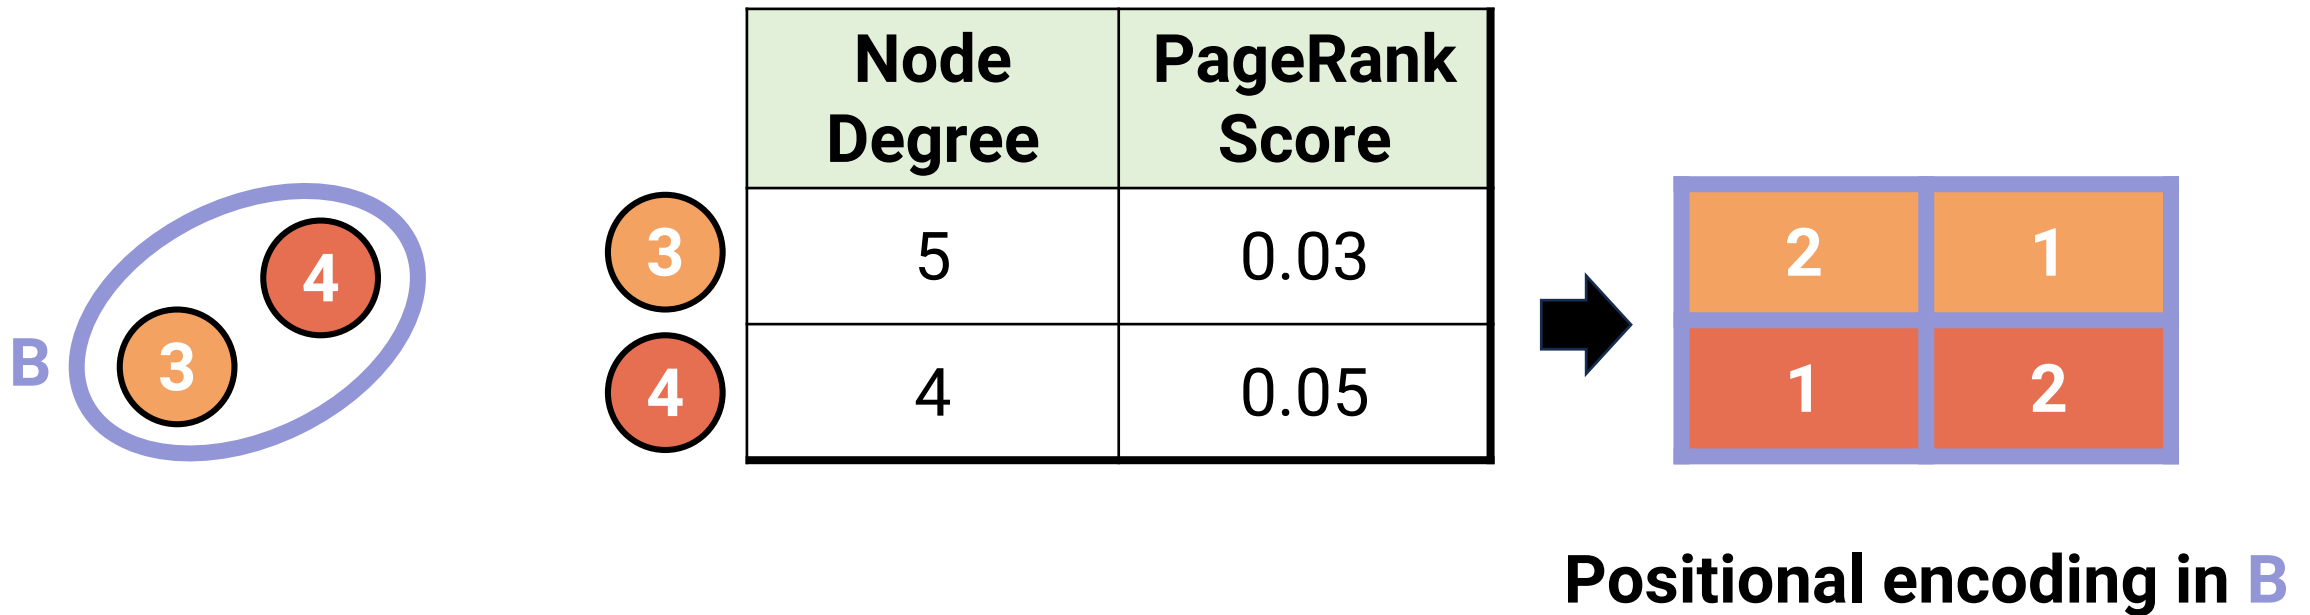 B
3
4
Node
Degree
PageRank
Score
3
5
0.03
4
4
0.05
2
1
1
2
Positional encoding in B